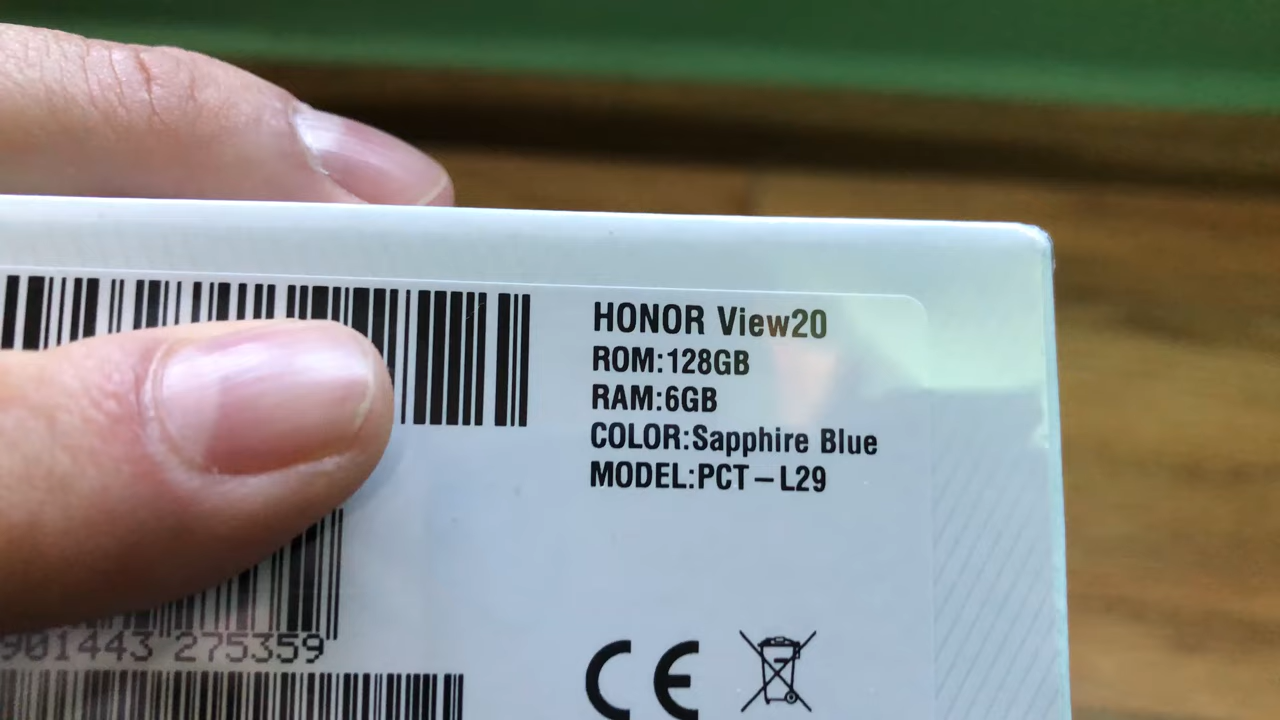 HONOR View20
ROM:128GB
RAM:6GB
COLOR:Sapphire Blue
MODEL:PCT-L29
901443 275359
CE